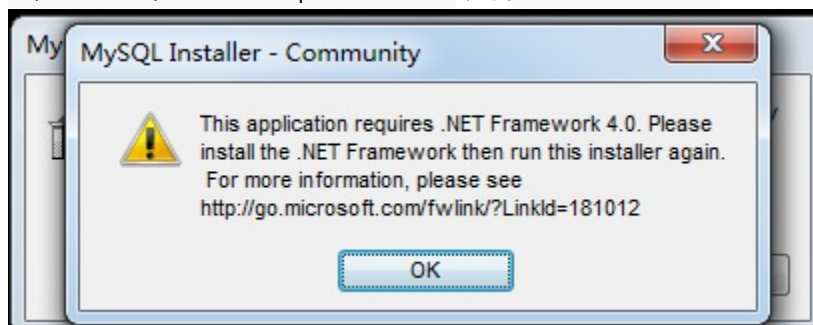 My
MySQL Installer - Community
This application requires .NET Framework 4.0. Please
install the .NET Framework then run this installer again.
For more information, please see
http://go.microsoft.com/fwlink/?LinkId=181012
OK